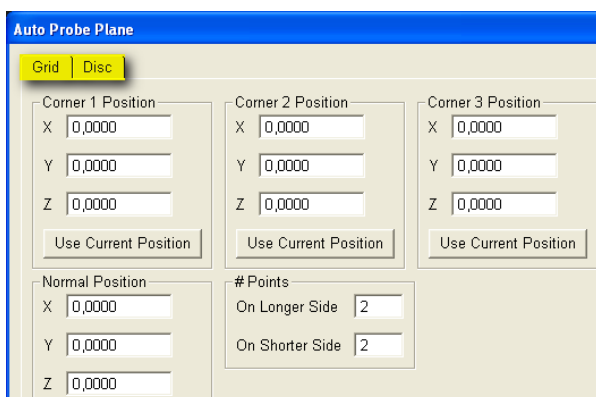 Auto Probe Plane
Grid Disc
Corner 1 Position Corner 2 Position Corner 3 Position
X 0,0000 X 0,0000 X 0,0000
Y 0,0000 Y 0,0000 Y 0,0000
Z 0,0000 Z 0,0000 Z 0,0000
Use Current Position Use Current Position Use Current Position
Normal Position # Points
X 0,0000 On Longer Side 2
Y 0,0000 On Shorter Side 2
Z 0,0000